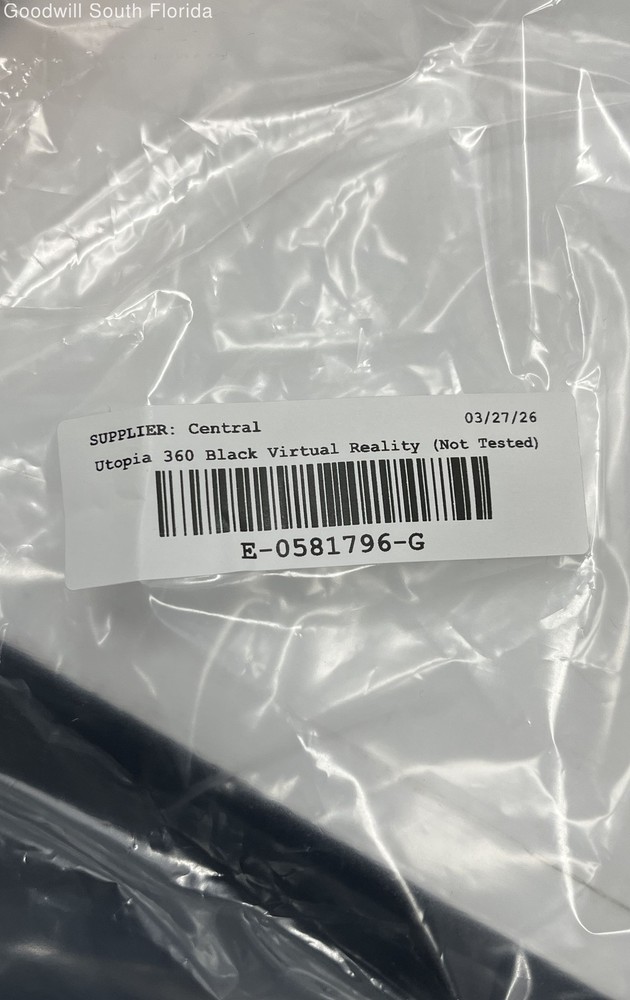 Goodwill South Florida
SUPPLIER: Central
03/27/26
Utopia 360 Black Virtual Reality (Not Tested)
E-0581796-G